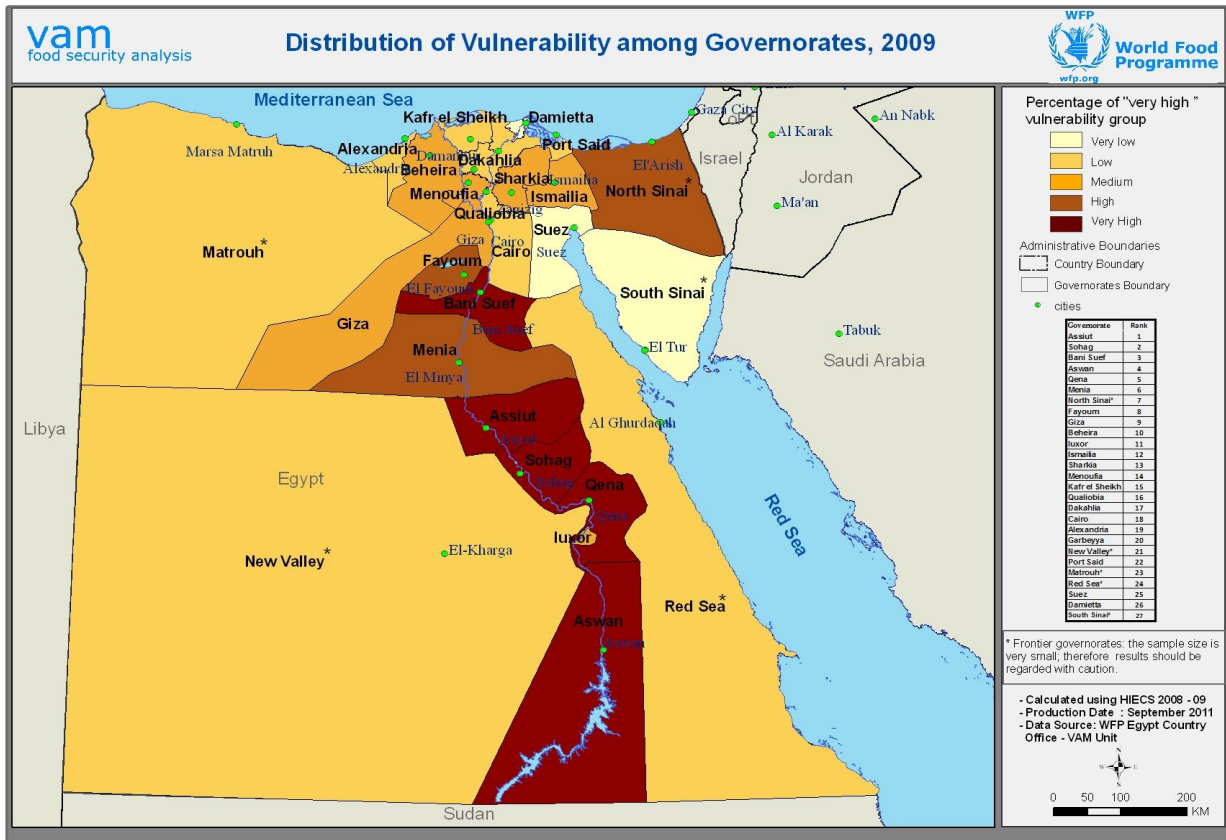 vam
food security analysis
Distribution of Vulnerability among Governorates, 2009
WFP
wfp.org
World Food
Programme
Mediterranean Sea
Kafr el Sheikh
Damietta
Gaza City
An Nabk
Al Karak
Marsa Matruh
Alexandria
Port Said
El'Arish
Israel
Jordan
Dakahlia
Beheira
Sharkia
Ismailia
North Sinai*
Menoufia
Ismailia
Ma'an
Zagizig
Qualiobia
Suez
Giza
Cairo
Cairo
Suez
Matrouh*
Fayoum
El Fayoum
South Sinai*
Bani Suef
Bani Suef
Giza
Tabuk
Menia
El Tur
Saudi Arabia
El Minya
Assiut
Al Ghurdaqah
Libya
Sohag
Egypt
Qena
Red Sea
luxor
El-Kharga
New Valley*
Red Sea*
Aswan
Aswan
Sudan
Percentage of "very high "
vulnerability group
Very low
Low
Medium
High
Very High
Administrative Boundaries
Country Boundary
Governorates Boundary
cities
Governorate Rank
Assiut 1
Sohag 2
Bani Suef 3
Aswan 4
Qena 5
Menia 6
North Sinai* 7
Fayoum 8
Giza 9
Beheira 10
luxor 11
Ismailia 12
Sharkia 13
Menoufia 14
Kafr el Sheikh 15
Qualiobia 16
Dakahlia 17
Cairo 18
Alexandria 19
Garbeyya 20
New Valley* 21
Port Said 22
Matrouh* 23
Red Sea* 24
Suez 25
Damietta 26
South Sinai* 27
* Frontier governorates: the sample size is
very small; therefore results should be
regarded with caution.
- Calculated using HIECS 2008 - 09
- Production Date : September 2011
- Data Source: WFP Egypt Country
Office - VAM Unit
N
W E
S
0 50 100 200
KM